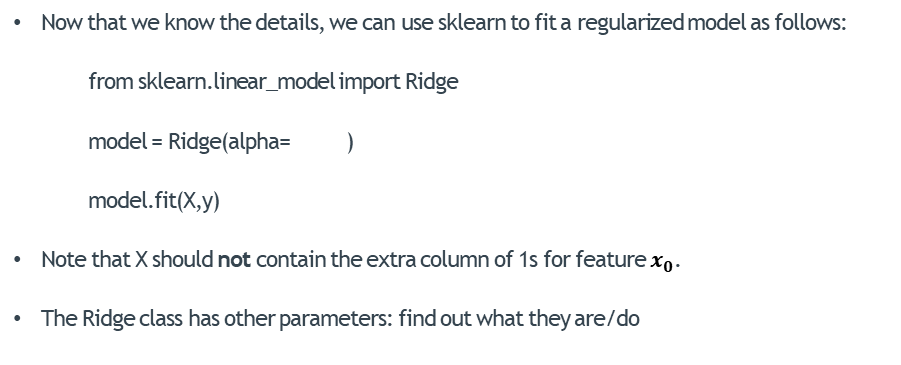 • Now that we know the details, we can use sklearn to fit a regularized model as follows:
from sklearn.linear_model import Ridge
model = Ridge(alpha= )
model.fit(X,y)
• Note that X should not contain the extra column of 1s for feature x₀.
• The Ridge class has other parameters: find out what they are/do